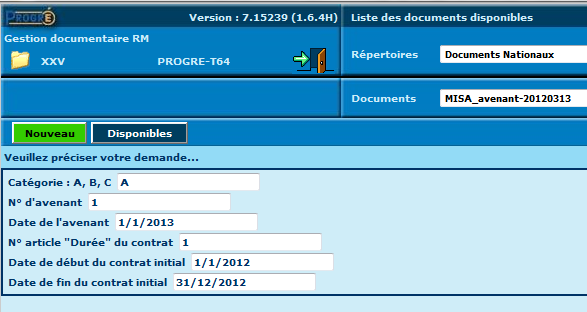 PROGRÉ
Version : 7.15239 (1.6.4H)
Liste des documents disponibles
Gestion documentaire RM
XXV PROGRE-T64
Répertoires Documents Nationaux
Documents MISA_avenant-20120313
Nouveau Disponibles
Veuillez préciser votre demande...
Catégorie : A, B, C A
N° d'avenant 1
Date de l'avenant 1/1/2013
N° article "Durée" du contrat 1
Date de début du contrat initial 1/1/2012
Date de fin du contrat initial 31/12/2012